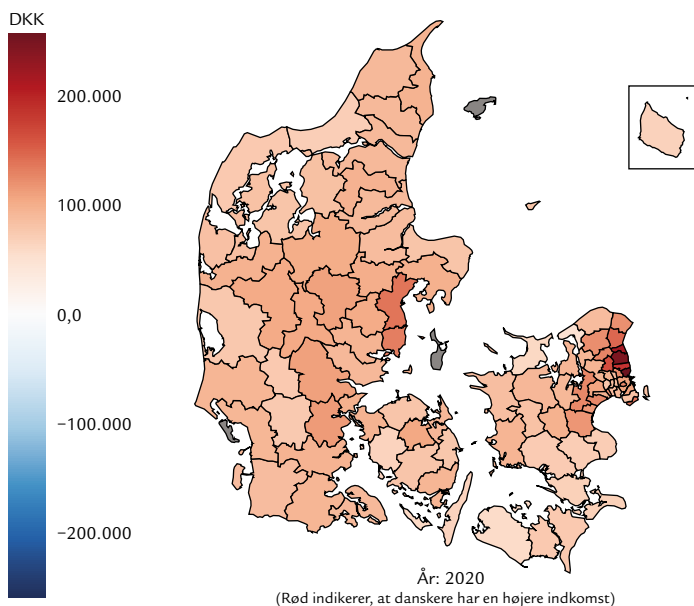 DKK
200.000
100.000
0,0
−100.000
−200.000
År: 2020
(Rød indikerer, at danskere har en højere indkomst)